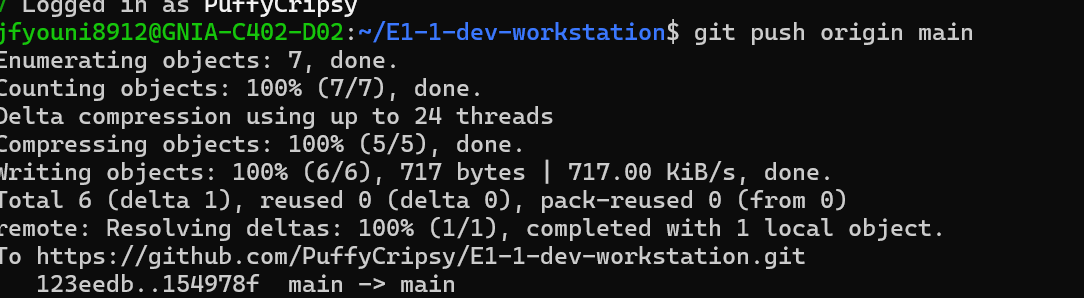 / Logged in as PuffyCripsy
jfyouni8912@GNIA-C402-D02:~/E1-1-dev-workstation$ git push origin main
Enumerating objects: 7, done.
Counting objects: 100% (7/7), done.
Delta compression using up to 24 threads
Compressing objects: 100% (5/5), done.
Writing objects: 100% (6/6), 717 bytes | 717.00 KiB/s, done.
Total 6 (delta 1), reused 0 (delta 0), pack-reused 0 (from 0)
remote: Resolving deltas: 100% (1/1), completed with 1 local object.
To https://github.com/PuffyCripsy/E1-1-dev-workstation.git
   123eedb..154978f  main -> main